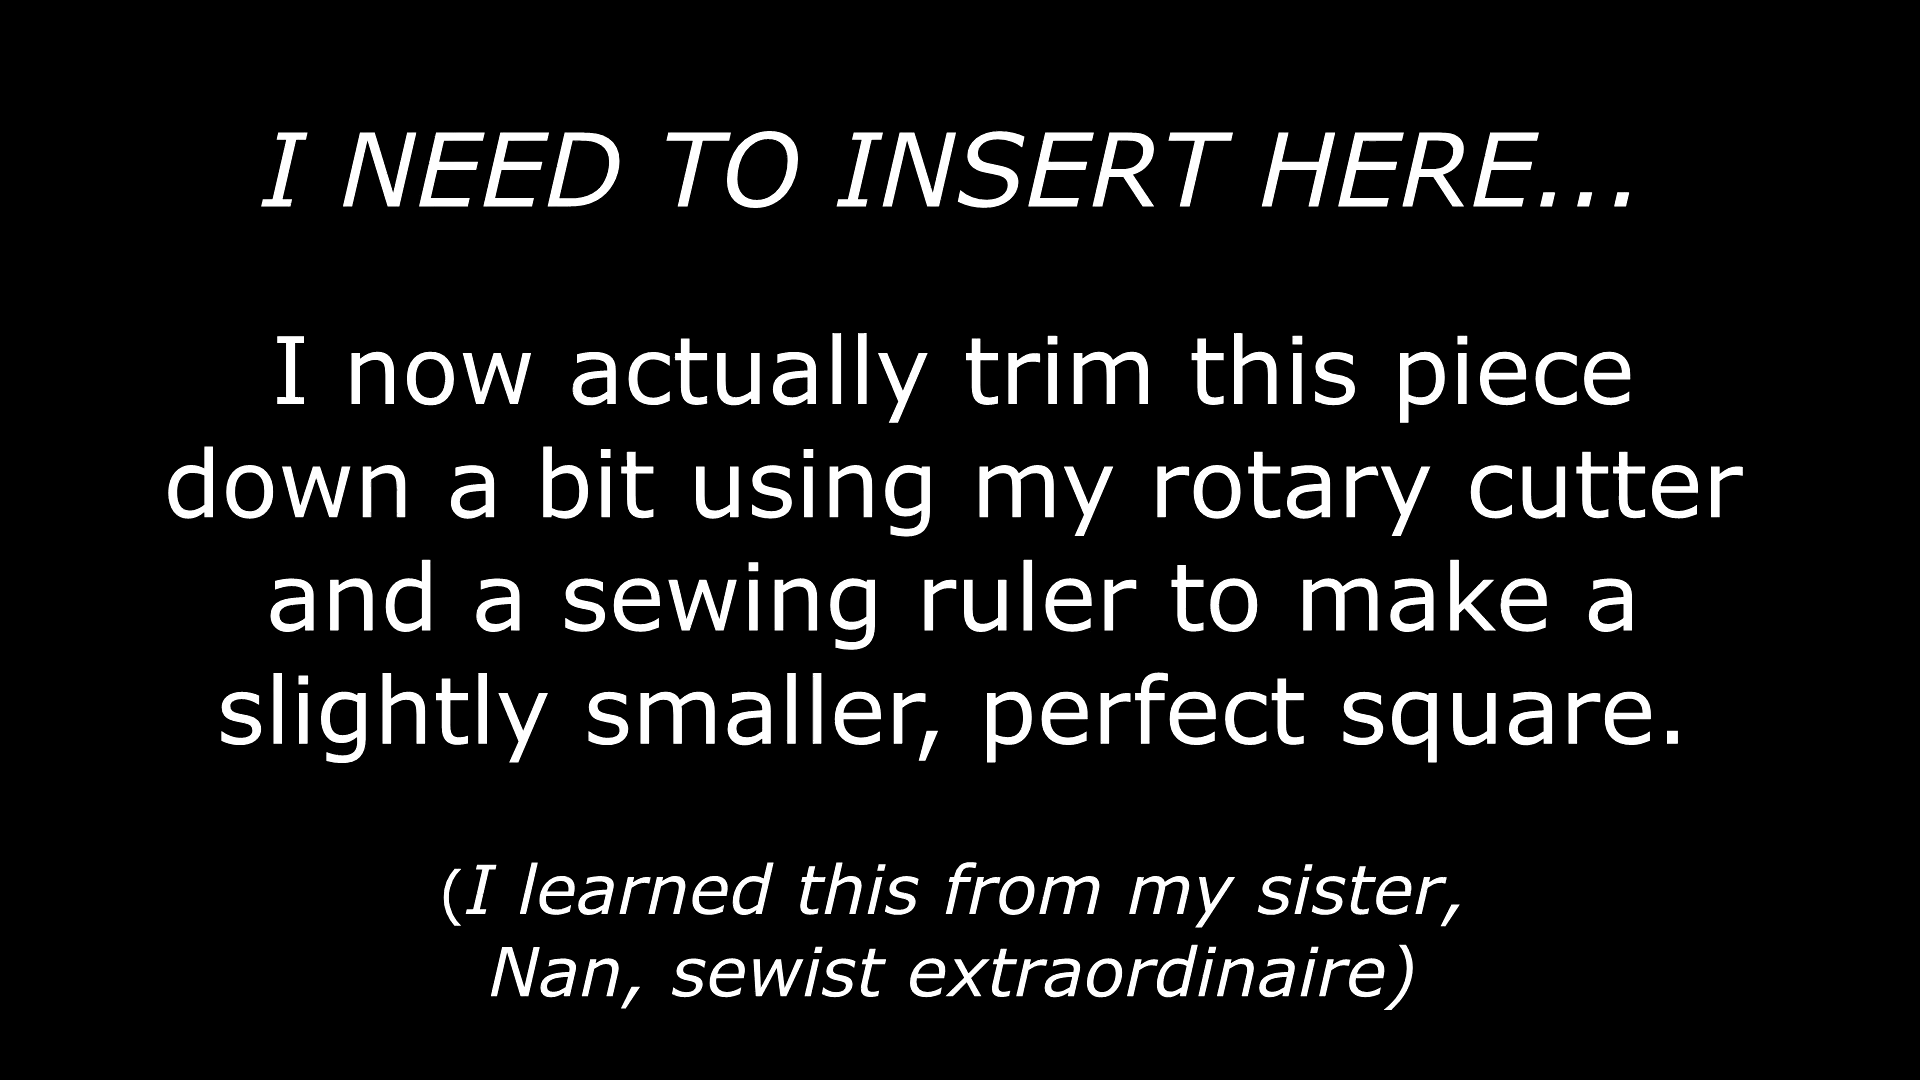 I NEED TO INSERT HERE...
I now actually trim this piece
down a bit using my rotary cutter
and a sewing ruler to make a
slightly smaller, perfect square.
(I learned this from my sister,
Nan, sewist extraordinaire)